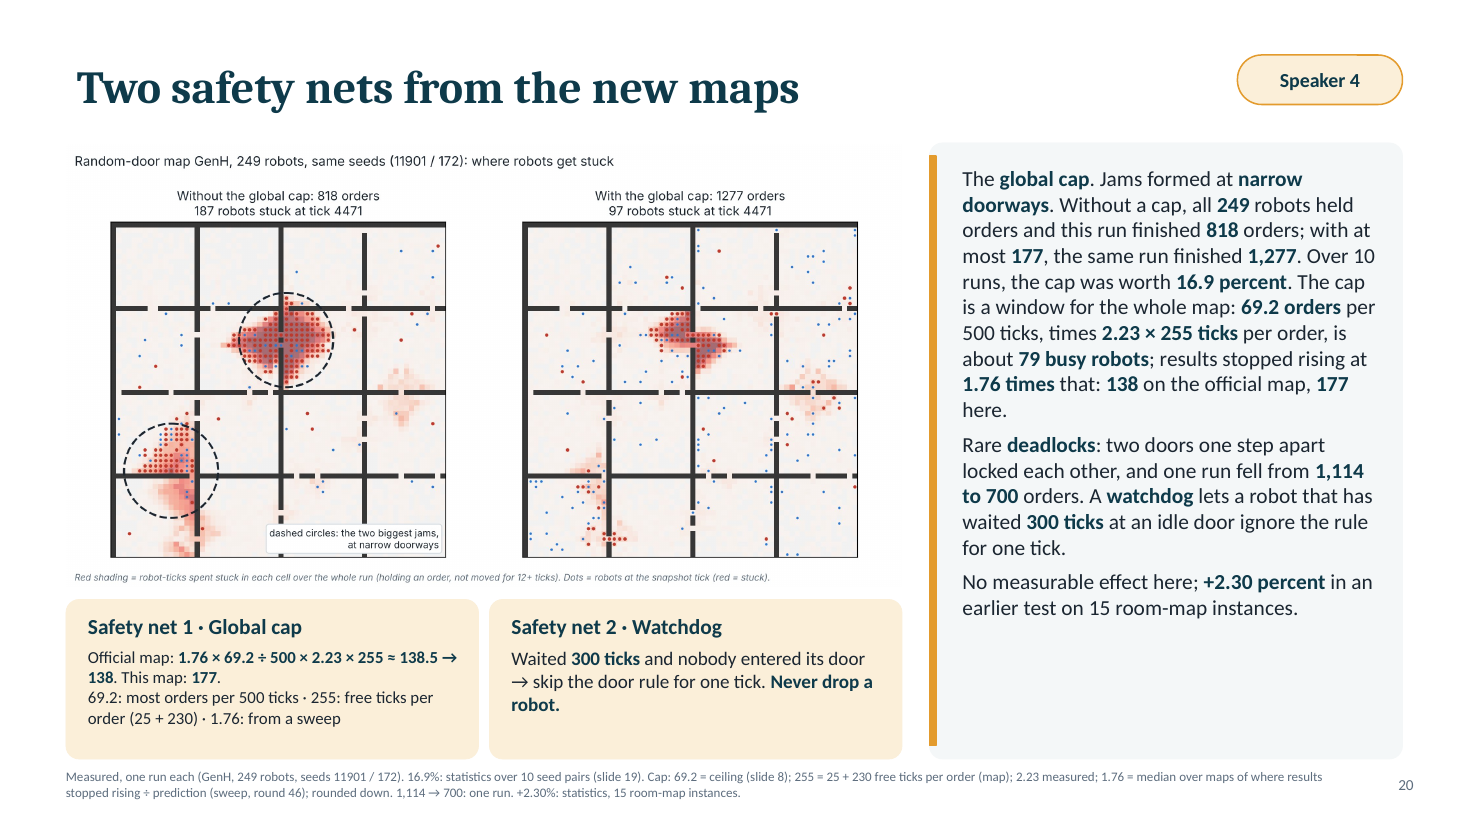 Two safety nets from the new maps
Speaker 4
Random-door map GenH, 249 robots, same seeds (11901 / 172): where robots get stuck
Without the global cap: 818 orders
187 robots stuck at tick 4471
With the global cap: 1277 orders
97 robots stuck at tick 4471
dashed circles: the two biggest jams,
at narrow doorways
Red shading = robot-ticks spent stuck in each cell over the whole run (holding an order, not moved for 12+ ticks). Dots = robots at the snapshot tick (red = stuck).
Safety net 1 · Global cap
Official map: 1.76 × 69.2 ÷ 500 × 2.23 × 255 ≈ 138.5 →
138. This map: 177.
69.2: most orders per 500 ticks · 255: free ticks per
order (25 + 230) · 1.76: from a sweep
Safety net 2 · Watchdog
Waited 300 ticks and nobody entered its door
→ skip the door rule for one tick. Never drop a
robot.
The global cap. Jams formed at narrow
doorways. Without a cap, all 249 robots held
orders and this run finished 818 orders; with at
most 177, the same run finished 1,277. Over 10
runs, the cap was worth 16.9 percent. The cap
is a window for the whole map: 69.2 orders per
500 ticks, times 2.23 × 255 ticks per order, is
about 79 busy robots; results stopped rising at
1.76 times that: 138 on the official map, 177
here.
Rare deadlocks: two doors one step apart
locked each other, and one run fell from 1,114
to 700 orders. A watchdog lets a robot that has
waited 300 ticks at an idle door ignore the rule
for one tick.
No measurable effect here; +2.30 percent in an
earlier test on 15 room-map instances.
Measured, one run each (GenH, 249 robots, seeds 11901 / 172). 16.9%: statistics over 10 seed pairs (slide 19). Cap: 69.2 = ceiling (slide 8); 255 = 25 + 230 free ticks per order (map); 2.23 measured; 1.76 = median over maps of where results
stopped rising ÷ prediction (sweep, round 46); rounded down. 1,114 → 700: one run. +2.30%: statistics, 15 room-map instances.
20